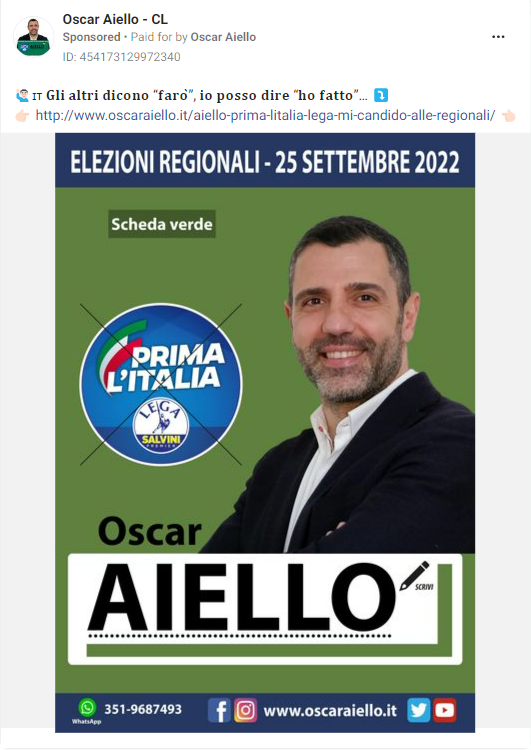 Oscar Aiello - CL
Sponsored • Paid for by Oscar Aiello
ID: 454173129972340
🙋🏻‍♂️ IT Gli altri dicono “farò”, io posso dire “ho fatto”... ⤵️
👉🏻 http://www.oscaraiello.it/aiello-prima-litalia-lega-mi-candido-alle-regionali/ 👈🏻
ELEZIONI REGIONALI - 25 SETTEMBRE 2022
Scheda verde
PRIMA
L'ITALIA
LEGA
SALVINI
PREMIER
Oscar
AIELLO
SCRIVI
WhatsApp
351-9687493
www.oscaraiello.it